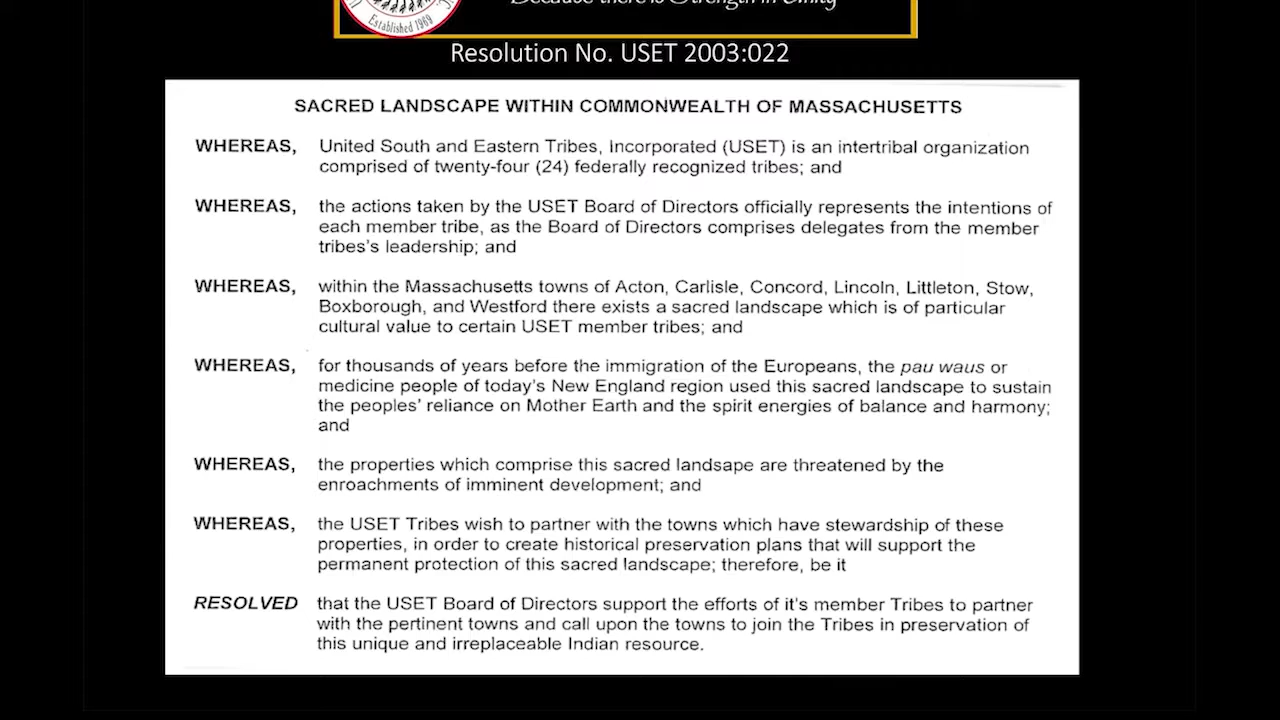 Because there is Strength in Unity
Established 1969
Resolution No. USET 2003:022
SACRED LANDSCAPE WITHIN COMMONWEALTH OF MASSACHUSETTS
WHEREAS, United South and Eastern Tribes, Incorporated (USET) is an intertribal organization
comprised of twenty-four (24) federally recognized tribes; and
WHEREAS, the actions taken by the USET Board of Directors officially represents the intentions of
each member tribe, as the Board of Directors comprises delegates from the member
tribes's leadership; and
WHEREAS, within the Massachusetts towns of Acton, Carlisle, Concord, Lincoln, Littleton, Stow,
Boxborough, and Westford there exists a sacred landscape which is of particular
cultural value to certain USET member tribes; and
WHEREAS, for thousands of years before the immigration of the Europeans, the pau waus or
medicine people of today's New England region used this sacred landscape to sustain
the peoples' reliance on Mother Earth and the spirit energies of balance and harmony;
and
WHEREAS, the properties which comprise this sacred landsape are threatened by the
enroachments of imminent development; and
WHEREAS, the USET Tribes wish to partner with the towns which have stewardship of these
properties, in order to create historical preservation plans that will support the
permanent protection of this sacred landscape; therefore, be it
RESOLVED that the USET Board of Directors support the efforts of it's member Tribes to partner
with the pertinent towns and call upon the towns to join the Tribes in preservation of
this unique and irreplaceable Indian resource.